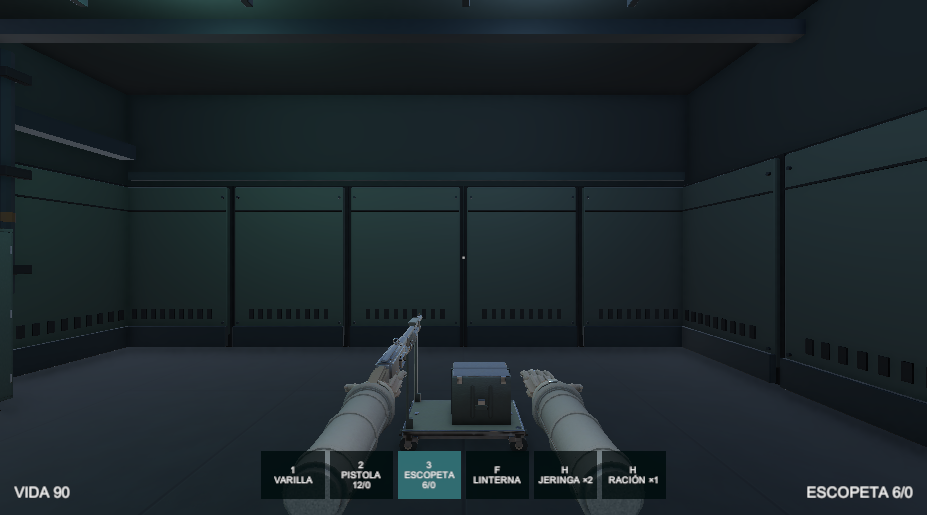 1
VARILLA
2
PISTOLA
12/0
3
ESCOPETA
6/0
F
LINTERNA
H
JERINGA ×2
H
RACIÓN ×1
VIDA 90
ESCOPETA 6/0